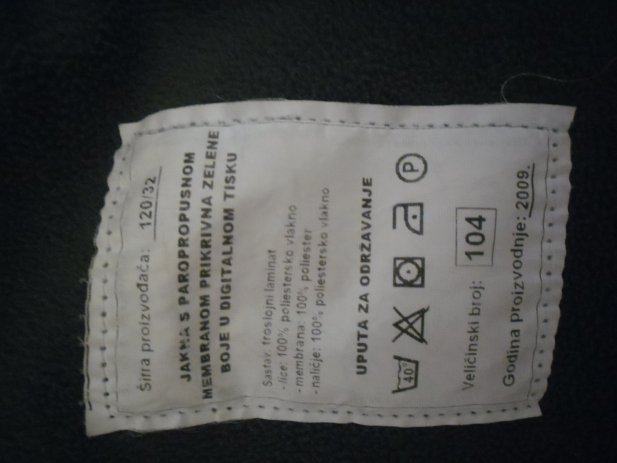 Šifra proizvođača: 120/32
JAKNA S PAROPROPUSNOM
MEMBRANOM PRIKRIVNA ZELENE
BOJE U DIGITALNOM TISKU
Sastav: troslojni laminat
- lice: 100% poliestersko vlakno
- membrana: 100% poliester
- naličje: 100% poliestersko vlakno
UPUTA ZA ODRŽAVANJE
40° P
Veličinski broj: 104
Godina proizvodnje: 2009.